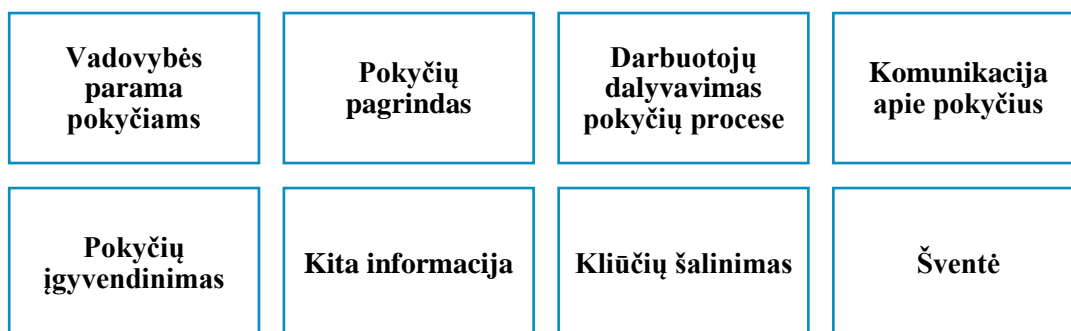 Vadovybės
parama
pokyčiams
Pokyčių
pagrindas
Darbuotojų
dalyvavimas
pokyčių procese
Komunikacija
apie pokyčius
Pokyčių
įgyvendinimas
Kita informacija
Kliūčių šalinimas
Šventė